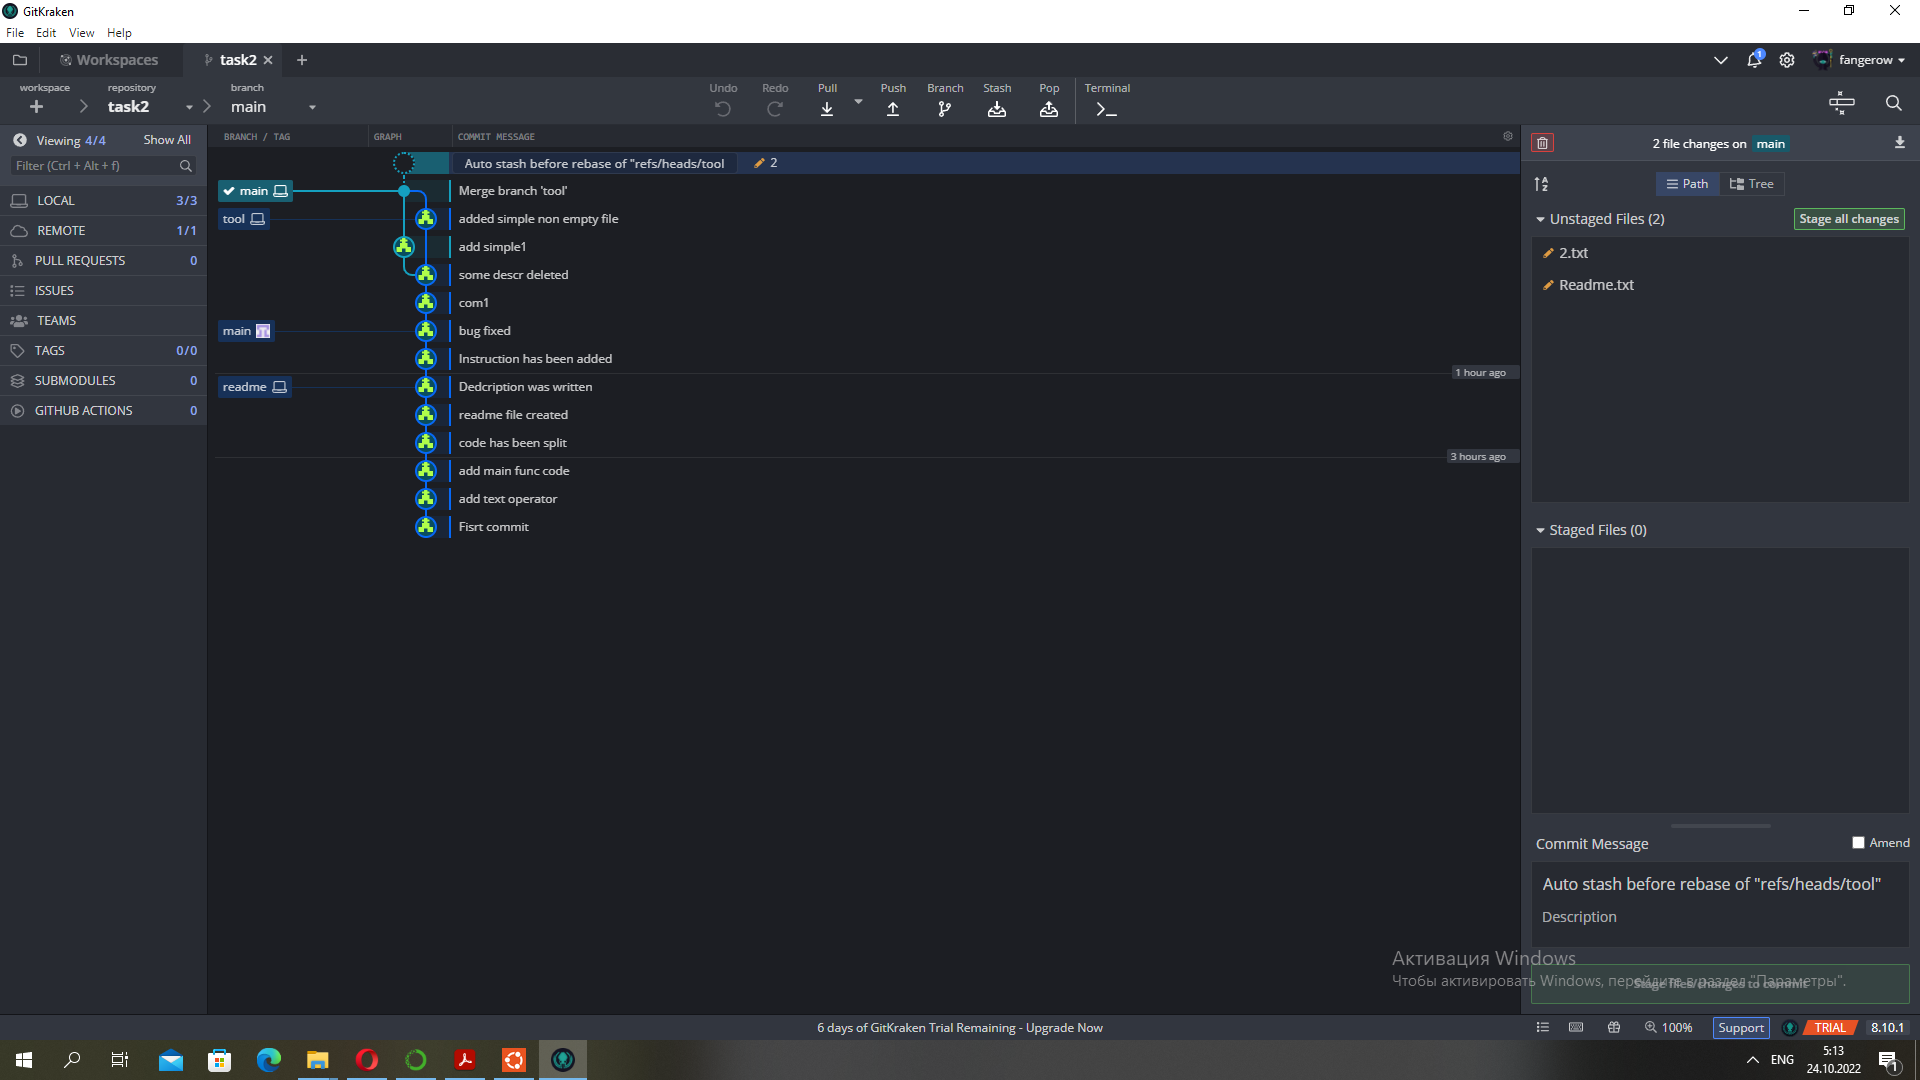 GitKraken
File Edit View Help
Workspaces
task2
1
fangerow
workspace
repository
task2
branch
main
Undo
Redo
Pull
Push
Branch
Stash
Pop
Terminal
Viewing 4/4
Show All
Filter (Ctrl + Alt + f)
LOCAL 3/3
REMOTE 1/1
PULL REQUESTS 0
ISSUES
TEAMS
TAGS 0/0
SUBMODULES 0
GITHUB ACTIONS 0
BRANCH / TAG
GRAPH
COMMIT MESSAGE
Auto stash before rebase of "refs/heads/tool
2
main
Merge branch 'tool'
tool
added simple non empty file
add simple1
some descr deleted
com1
main
bug fixed
Instruction has been added
1 hour ago
readme
Dedcription was written
readme file created
code has been split
3 hours ago
add main func code
add text operator
Fisrt commit
2 file changes on main
Path
Tree
Unstaged Files (2)
Stage all changes
2.txt
Readme.txt
Staged Files (0)
Commit Message
Amend
Auto stash before rebase of "refs/heads/tool"
Description
Stage files/changes to commit
Активация Windows
Чтобы активировать Windows, перейдите в раздел "Параметры".
6 days of GitKraken Trial Remaining - Upgrade Now
100%
Support
TRIAL
8.10.1
ENG
5:13
24.10.2022
1